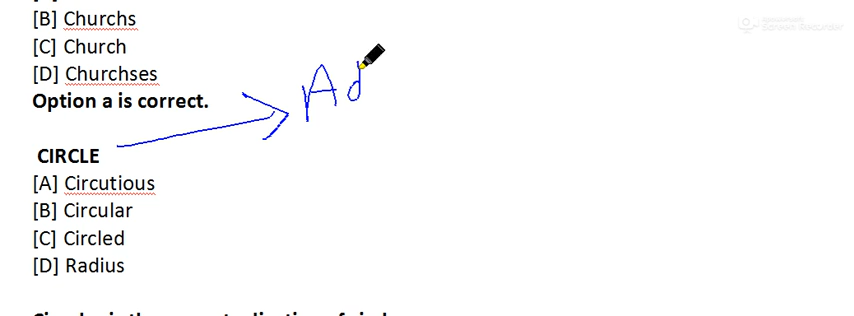 [B] Churchs
[C] Church
[D] Churchses
Option a is correct.
Ad
CIRCLE
[A] Circutious
[B] Circular
[C] Circled
[D] Radius